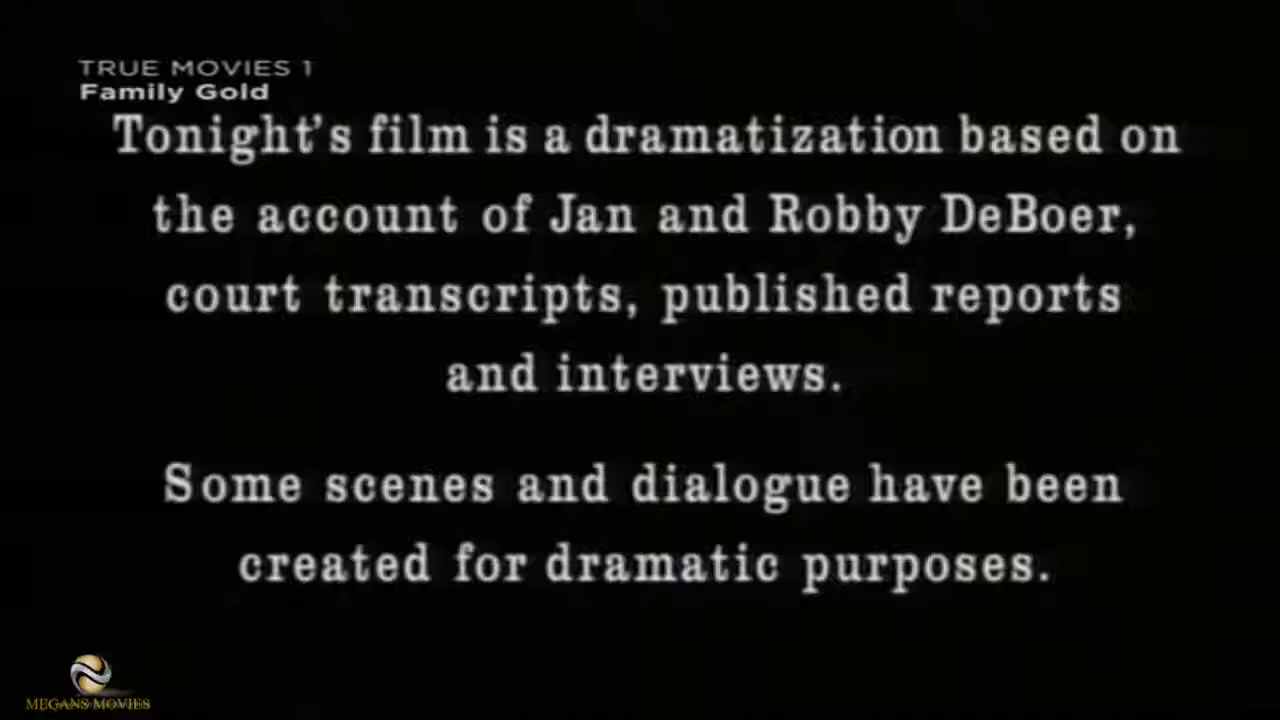 TRUE MOVIES 1
Family Gold
Tonight's film is a dramatization based on
the account of Jan and Robby DeBoer,
court transcripts, published reports
and interviews.
Some scenes and dialogue have been
created for dramatic purposes.
MEGANS MOVIES